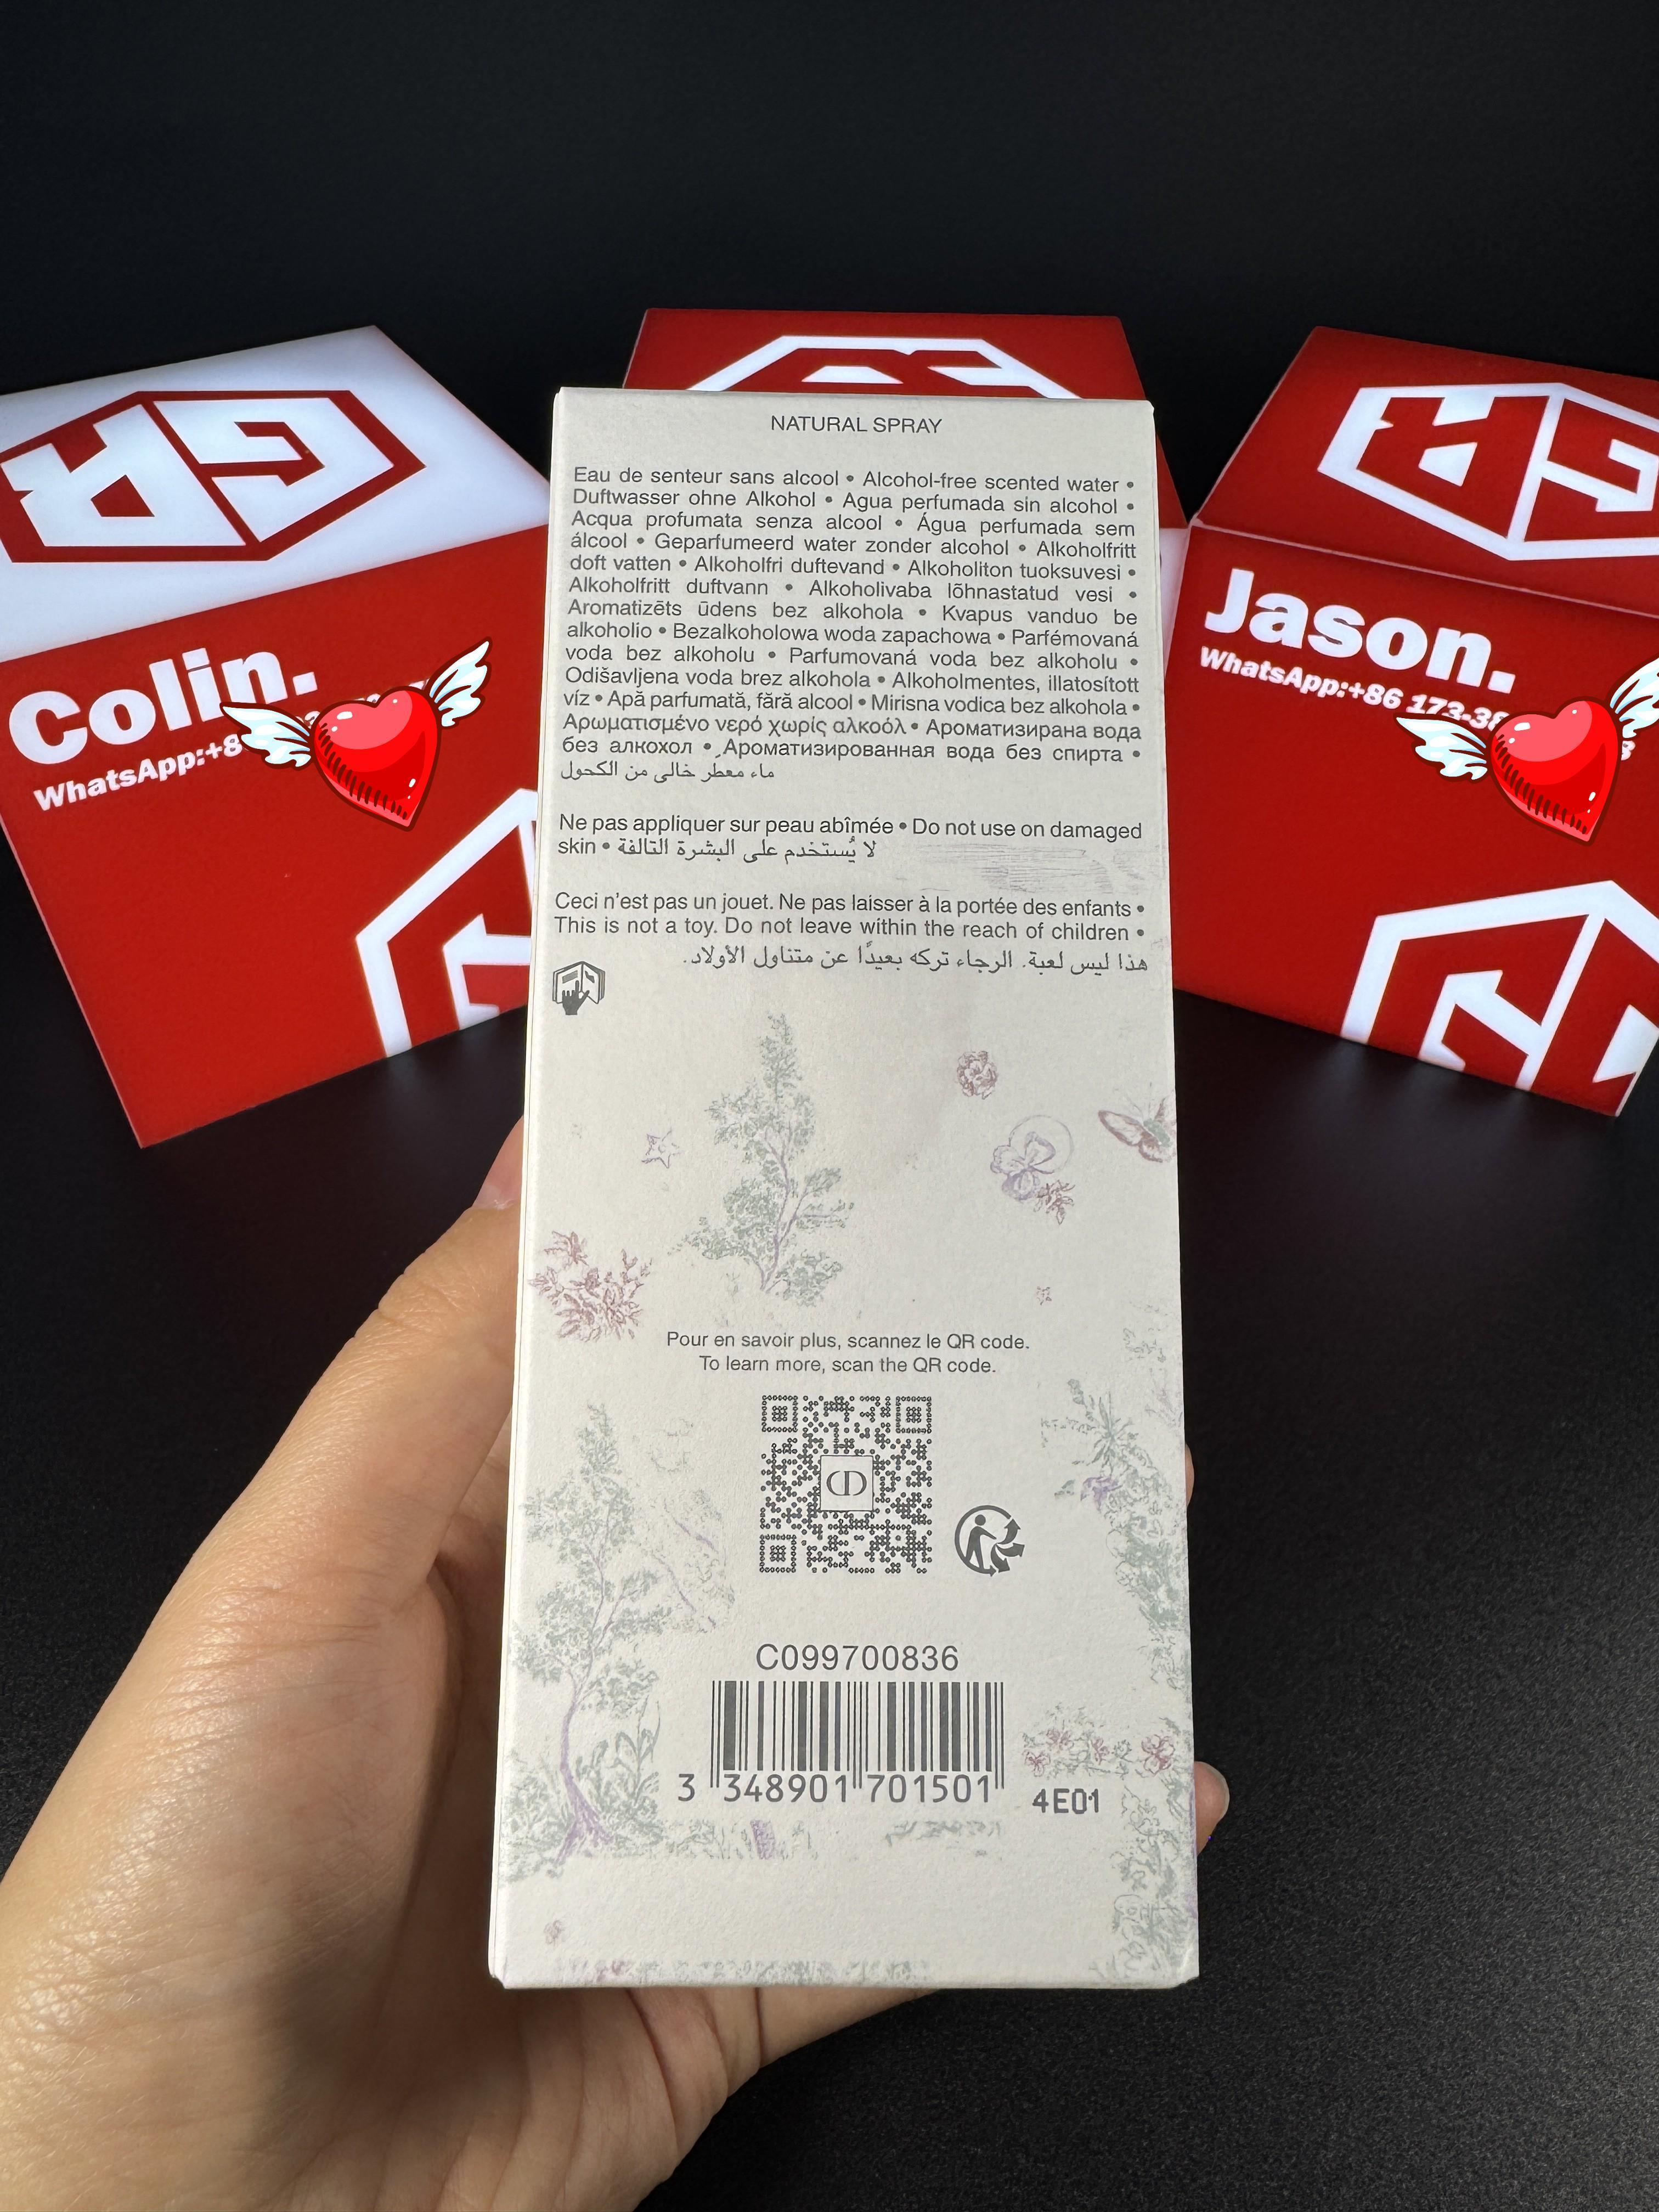 NATURAL SPRAY
Eau de senteur sans alcool • Alcohol-free scented water •
Duftwasser ohne Alkohol • Agua perfumada sin alcohol •
Acqua profumata senza alcool • Água perfumada sem
álcool • Geparfumeerd water zonder alcohol • Alkoholfritt
doft vatten • Alkoholfri duftevand • Alkoholiton tuoksuvesi •
Alkoholfritt duftvann • Alkoholivaba lõhnastatud vesi •
Aromatizēts ūdens bez alkohola • Kvapus vanduo be
alkoholio • Bezalkoholowa woda zapachowa • Parfémovaná
voda bez alkoholu • Parfumovaná voda bez alkoholu •
Odišavljena voda brez alkohola • Alkoholmentes, illatosított
víz • Apă parfumată, fără alcool • Mirisna vodica bez alkohola •
Αρωματισμένο νερό χωρίς αλκοόλ • Ароматизирана вода
без алкохол • Ароматизированная вода без спирта •
ماء معطر خالى من الكحول
Ne pas appliquer sur peau abîmée • Do not use on damaged
skin • لا يُستخدم على البشرة التالفة
Ceci n'est pas un jouet. Ne pas laisser à la portée des enfants •
This is not a toy. Do not leave within the reach of children •
هذا ليس لعبة. الرجاء تركه بعيدًا عن متناول الأولاد.
Pour en savoir plus, scannez le QR code.
To learn more, scan the QR code.
CD
C099700836
3 348901 701501
4E01
Colin.
WhatsApp:+8
Jason.
WhatsApp:+86 173-38